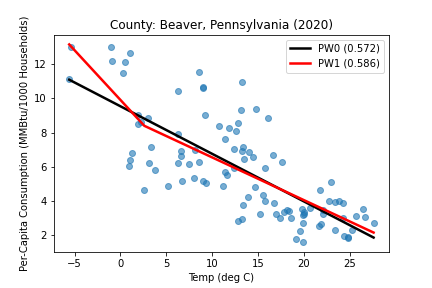 County: Beaver, Pennsylvania (2020)
Per-Capita Consumption (MMBtu/1000 Households)
PW0 (0.572)
PW1 (0.586)
12
10
8
6
4
2
−5
0
5
10
15
20
25
Temp (deg C)